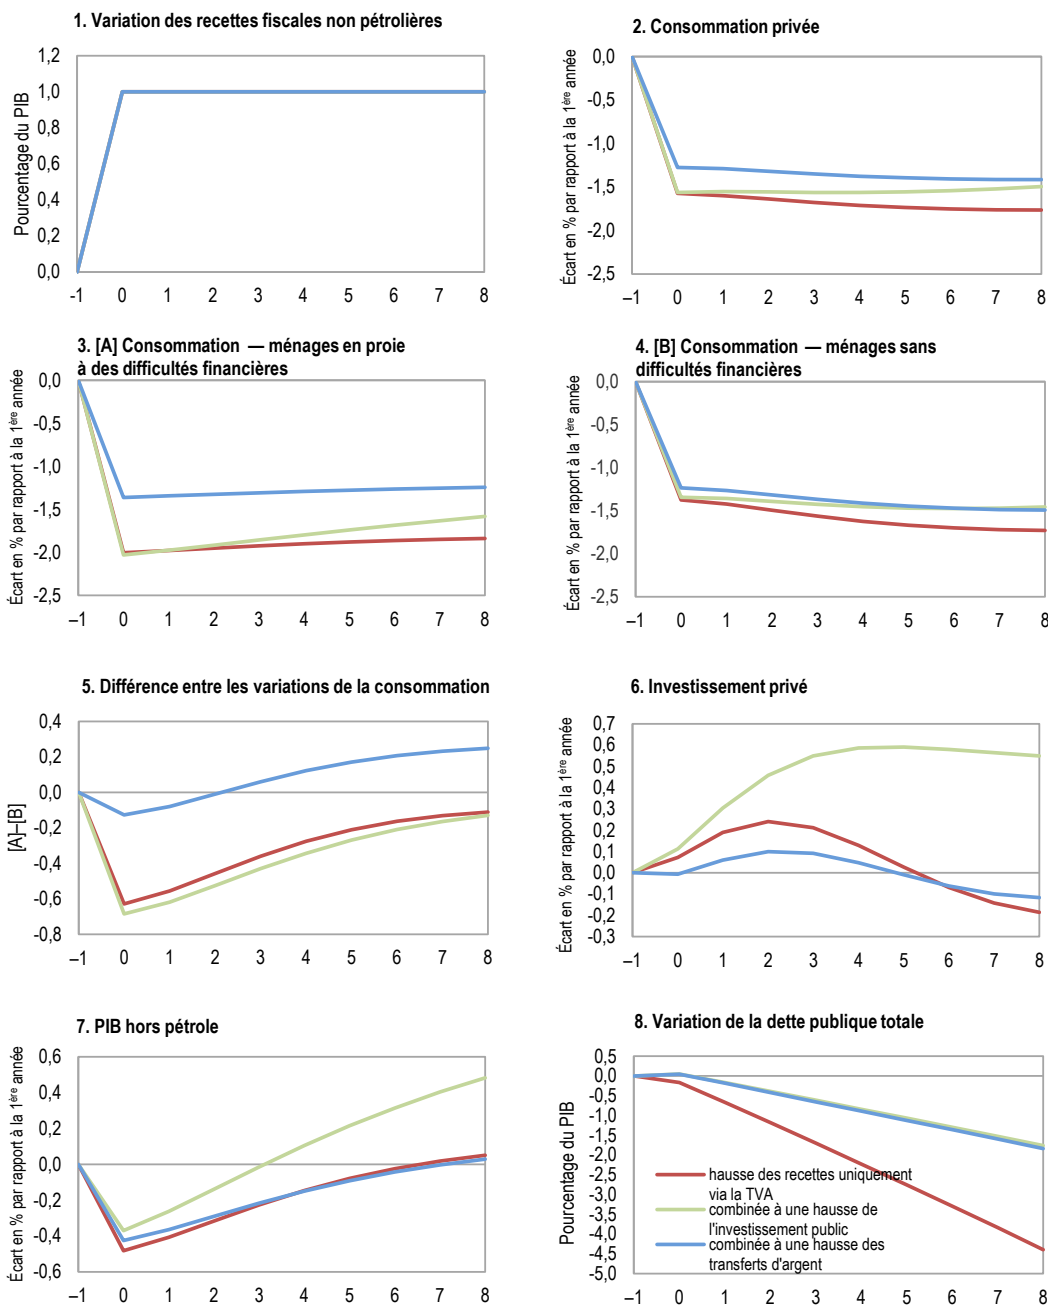 1. Variation des recettes fiscales non pétrolières
Pourcentage du PIB
1,2
1,0
0,8
0,6
0,4
0,2
0,0
-1 0 1 2 3 4 5 6 7 8
2. Consommation privée
Écart en % par rapport à la 1ère année
0,0
-0,5
-1,0
-1,5
-2,0
-2,5
–1 0 1 2 3 4 5 6 7 8
3. [A] Consommation — ménages en proie
à des difficultés financières
Écart en % par rapport à la 1ère année
0,0
-0,5
-1,0
-1,5
-2,0
-2,5
–1 0 1 2 3 4 5 6 7 8
4. [B] Consommation — ménages sans
difficultés financières
Écart en % par rapport à la 1ère année
0,0
-0,5
-1,0
-1,5
-2,0
-2,5
–1 0 1 2 3 4 5 6 7 8
5. Différence entre les variations de la consommation
[A]–[B]
0,4
0,2
0,0
-0,2
-0,4
-0,6
-0,8
–1 0 1 2 3 4 5 6 7 8
6. Investissement privé
Écart en % par rapport à la 1ère année
0,7
0,6
0,5
0,4
0,3
0,2
0,1
0,0
-0,1
-0,2
-0,3
–1 0 1 2 3 4 5 6 7 8
7. PIB hors pétrole
Écart en % par rapport à la 1ère année
0,6
0,4
0,2
0,0
-0,2
-0,4
-0,6
–1 0 1 2 3 4 5 6 7 8
8. Variation de la dette publique totale
Pourcentage du PIB
0,5
0,0
-0,5
-1,0
-1,5
-2,0
-2,5
-3,0
-3,5
-4,0
-4,5
-5,0
hausse des recettes uniquement
via la TVA
combinée à une hausse de
l'investissement public
combinée à une hausse des
transferts d'argent
–1 0 1 2 3 4 5 6 7 8